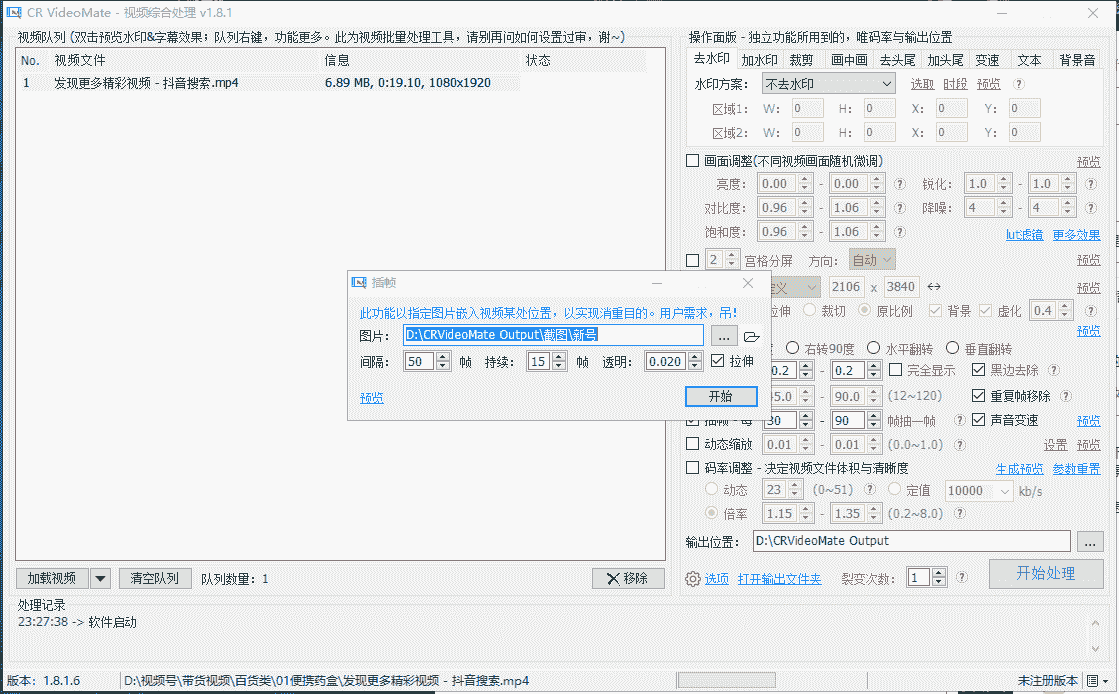 CR VideoMate - 视频综合处理 v1.8.1
视频队列 (双击预览水印&字幕效果；队列右键，功能更多。此为视频批量处理工具，请别再问如何设置过审，谢~)
No. 视频文件 信息 状态
1 发现更多精彩视频 - 抖音搜索.mp4 6.89 MB, 0:19.10, 1080x1920
操作面版 - 独立功能所用到的，唯码率与输出位置
去水印 加水印 裁剪 画中画 去头尾 加头尾 变速 文本 背景音
水印方案： 不去水印 选取 时段 预览 ?
区域1： W: 0 H: 0 X: 0 Y: 0
区域2： W: 0 H: 0 X: 0 Y: 0
画面调整(不同视频画面随机微调) 预览
亮度： 0.00 - 0.00 ? 锐化： 1.0 - 1.0 ?
对比度： 0.96 - 1.06 ? 降噪： 4 - 4 ?
饱和度： 0.96 - 1.06 ? lut滤镜 更多效果
2 宫格分屏 方向： 自动 预览
义 2106 x 3840 ↔ 预览
拉伸 裁切 原比例 背景 虚化 0.4 ?
预览
插帧
此功能以指定图片嵌入视频某处位置，以实现消重目的。用户需求，吊!
图片： D:\CRVideoMate Output\截图\新号 ...
间隔： 50 帧 持续： 15 帧 透明： 0.020 拉伸
预览 开始
右转90度 水平翻转 垂直翻转
0.2 - 0.2 完全显示 黑边去除 ?
5.0 - 90.0 (12~120) 重复帧移除 ?
抽帧 - 每 30 - 90 帧抽一帧 ? 声音变速 预览
动态缩放 0.01 - 0.01 (0.0~1.0) ? 设置 预览
码率调整 - 决定视频文件体积与清晰度 生成预览 参数重置
动态 23 (0~51) ? 定值 10000 kb/s
倍率 1.15 - 1.35 (0.2~8.0) ?
输出位置： D:\CRVideoMate Output ...
选项 打开输出文件夹 裂变次数： 1 ? 开始处理
加载视频 清空队列 队列数量：1 移除
处理记录
23:27:38 -> 软件启动
版本：1.8.1.6 D:\视频号\带货视频\百货类\01便携药盒\发现更多精彩视频 - 抖音搜索.mp4 未注册版本